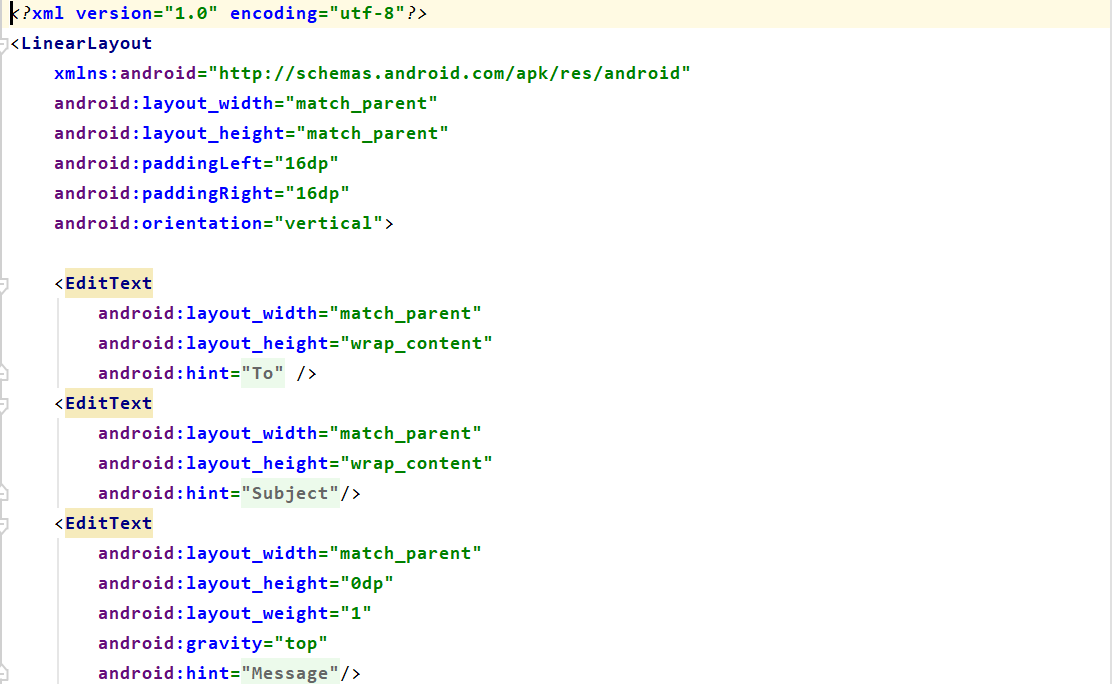 <?xml version="1.0" encoding="utf-8"?>
<LinearLayout
    xmlns:android="http://schemas.android.com/apk/res/android"
    android:layout_width="match_parent"
    android:layout_height="match_parent"
    android:paddingLeft="16dp"
    android:paddingRight="16dp"
    android:orientation="vertical">

    <EditText
        android:layout_width="match_parent"
        android:layout_height="wrap_content"
        android:hint="To" />
    <EditText
        android:layout_width="match_parent"
        android:layout_height="wrap_content"
        android:hint="Subject"/>
    <EditText
        android:layout_width="match_parent"
        android:layout_height="0dp"
        android:layout_weight="1"
        android:gravity="top"
        android:hint="Message"/>